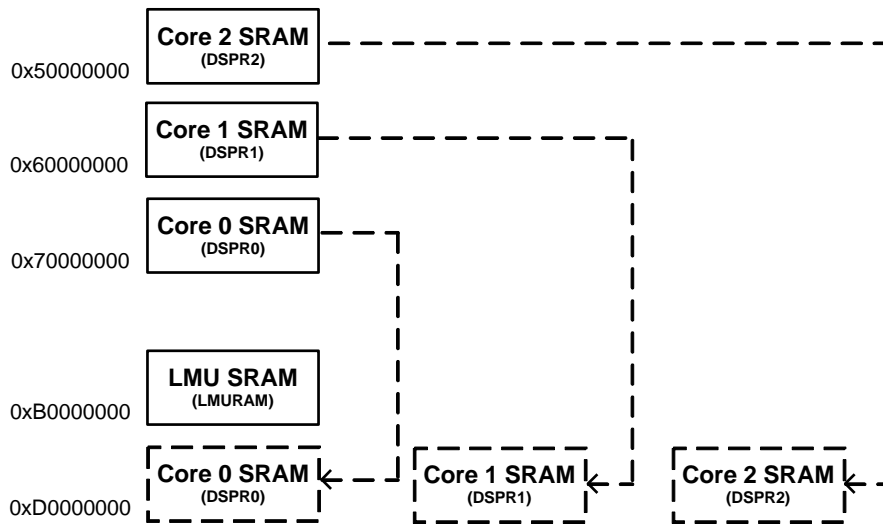 Core 2 SRAM
(DSPR2)
0x50000000
Core 1 SRAM
(DSPR1)
0x60000000
Core 0 SRAM
(DSPR0)
0x70000000
LMU SRAM
(LMURAM)
0xB0000000
Core 0 SRAM
(DSPR0)
Core 1 SRAM
(DSPR1)
Core 2 SRAM
(DSPR2)
0xD0000000